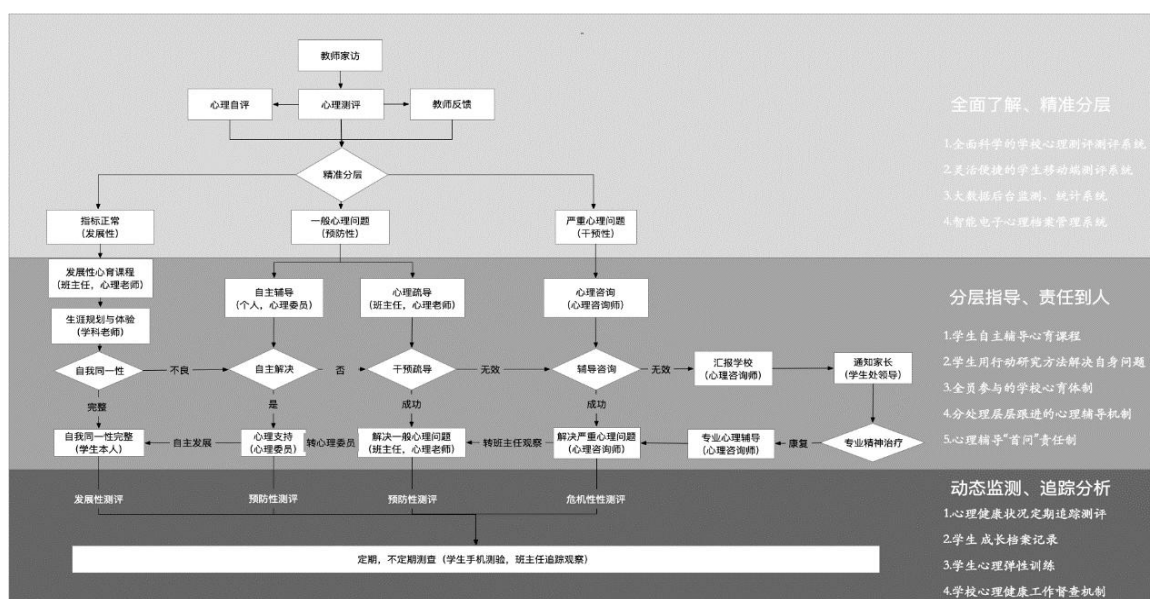 教师家访
心理自评
心理测评
教师反馈
精准分层
指标正常
(发展性)
一般心理问题
(预防性)
严重心理问题
(干预性)
全面了解、精准分层
1.全面科学的学校心理测评测评系统
2.灵活便捷的学生移动端测评系统
3.大数据后台监测、统计系统
4.智能电子心理档案管理系统
发展性心育课程
(班主任，心理老师)
自主辅导
(个人，心理委员)
心理疏导
(班主任，心理老师)
心理咨询
(心理咨询师)
生涯规划与体验
(学科老师)
自我同一性
不良
自主解决
否
干预疏导
无效
辅导咨询
无效
汇报学校
(心理咨询师)
通知家长
(学生处领导)
完整
是
成功
成功
自我同一性完整
(学生本人)
自主发展
心理支持
(心理委员)
转心理委员
解决一般心理问题
(班主任，心理老师)
转班主任观察
解决严重心理问题
(心理咨询师)
专业心理辅导
(心理咨询师)
康复
专业精神治疗
分层指导、责任到人
1.学生自主辅导心育课程
2.学生用行动研究方法解决自身问题
3.全员参与的学校心育体制
4.分处理层层跟进的心理辅导机制
5.心理辅导“首问”责任制
发展性测评
预防性测评
预防性测评
危机性性测评
定期，不定期测查（学生手机测验，班主任追踪观察）
动态监测、追踪分析
1.心理健康状况定期追踪测评
2.学生 成长档案记录
3.学生心理弹性训练
4.学校心理健康工作督查机制